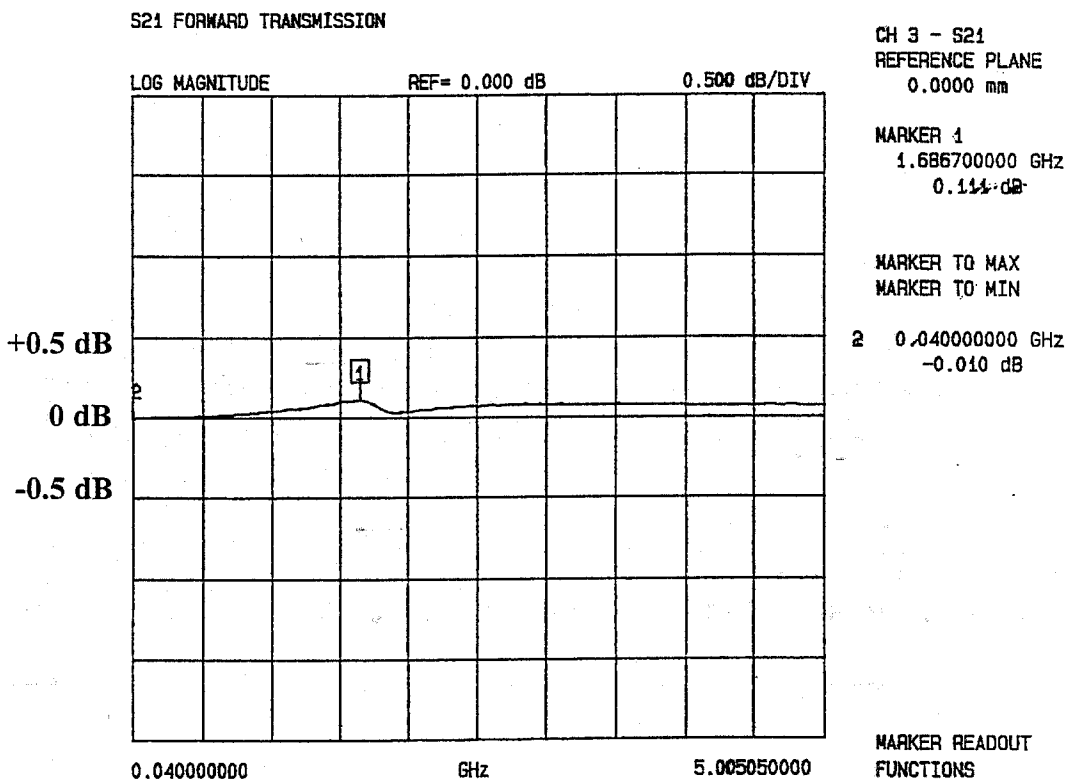 S21 FORWARD TRANSMISSION
LOG MAGNITUDE REF= 0.000 dB 0.500 dB/DIV
CH 3 - S21
REFERENCE PLANE
0.0000 mm
MARKER 1
1.686700000 GHz
0.111 dB
MARKER TO MAX
MARKER TO MIN
2 0.040000000 GHz
-0.010 dB
+0.5 dB
1
2
0 dB
-0.5 dB
0.040000000 GHz 5.005050000
MARKER READOUT
FUNCTIONS